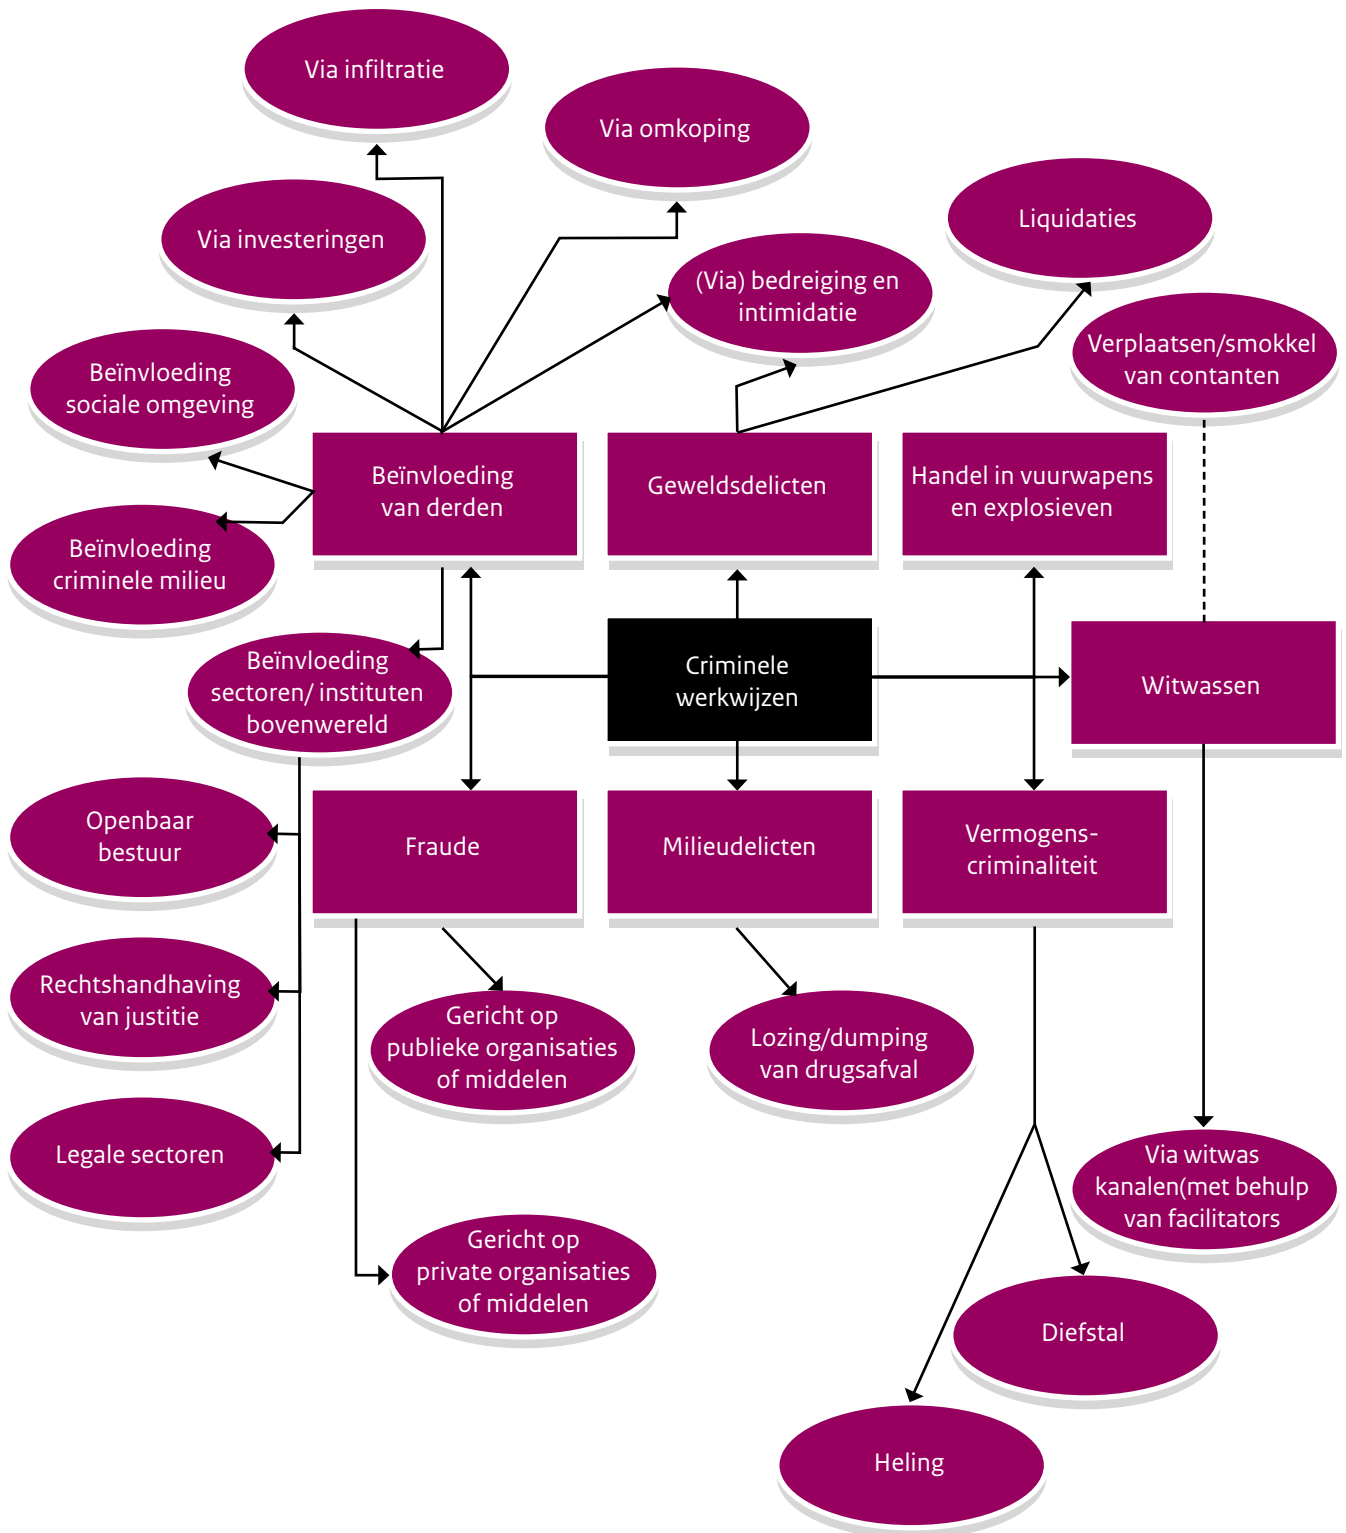 Via infiltratie
Via omkoping
Via investeringen
Liquidaties
(Via) bedreiging en
intimidatie
Verplaatsen/smokkel
van contanten
Beïnvloeding
sociale omgeving
Beïnvloeding
van derden
Geweldsdelicten
Handel in vuurwapens
en explosieven
Beïnvloeding
criminele milieu
Beïnvloeding
sectoren/ instituten
bovenwereld
Criminele
werkwijzen
Witwassen
Openbaar
bestuur
Fraude
Milieudelicten
Vermogens-
criminaliteit
Rechtshandhaving
van justitie
Gericht op
publieke organisaties
of middelen
Lozing/dumping
van drugsafval
Legale sectoren
Via witwas
kanalen(met behulp
van facilitators
Gericht op
private organisaties
of middelen
Diefstal
Heling